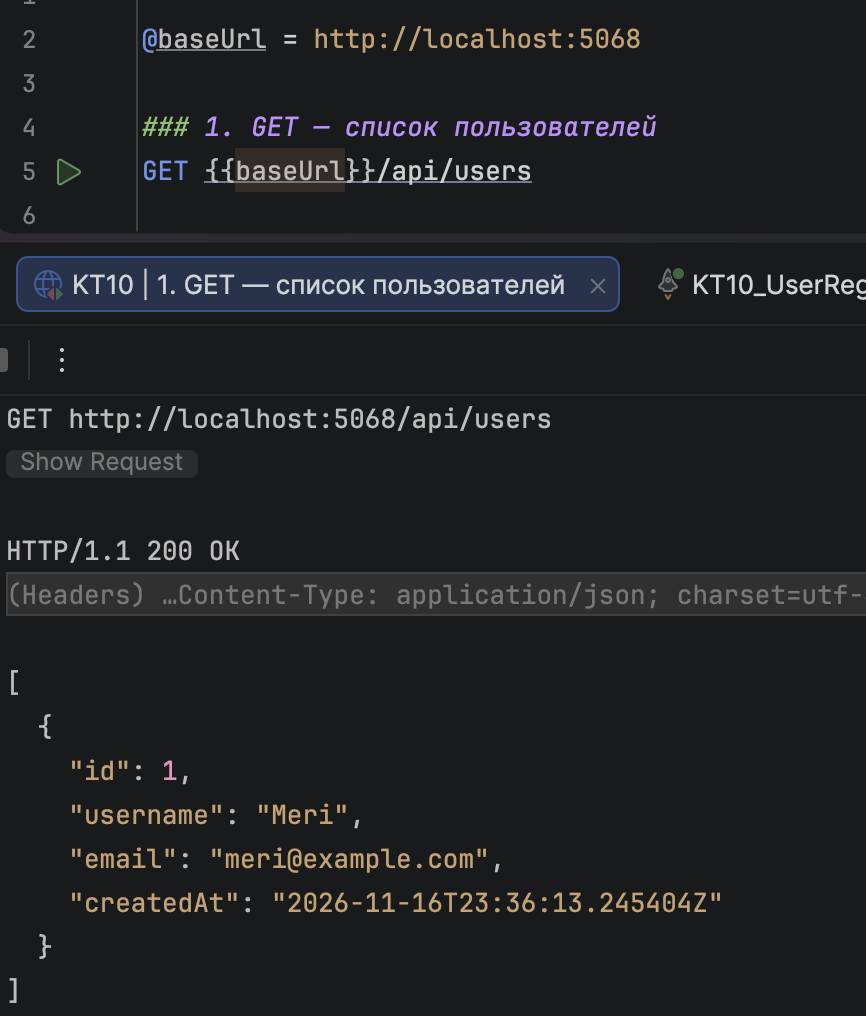 2 @baseUrl = http://localhost:5068
3
4 ### 1. GET — список пользователей
5 GET {{baseUrl}}/api/users
6
KT10 | 1. GET — список пользователей
KT10_UserReg
GET http://localhost:5068/api/users
Show Request
HTTP/1.1 200 OK
(Headers) …Content-Type: application/json; charset=utf-
[
{
"id": 1,
"username": "Meri",
"email": "meri@example.com",
"createdAt": "2026-11-16T23:36:13.245404Z"
}
]